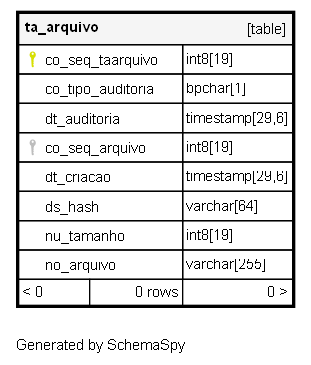 ta_arquivo [table]
co_seq_taarquivo int8[19]
co_tipo_auditoria bpchar[1]
dt_auditoria timestamp[29,6]
co_seq_arquivo int8[19]
dt_criacao timestamp[29,6]
ds_hash varchar[64]
nu_tamanho int8[19]
no_arquivo varchar[255]
< 0 0 rows 0 >
Generated by SchemaSpy